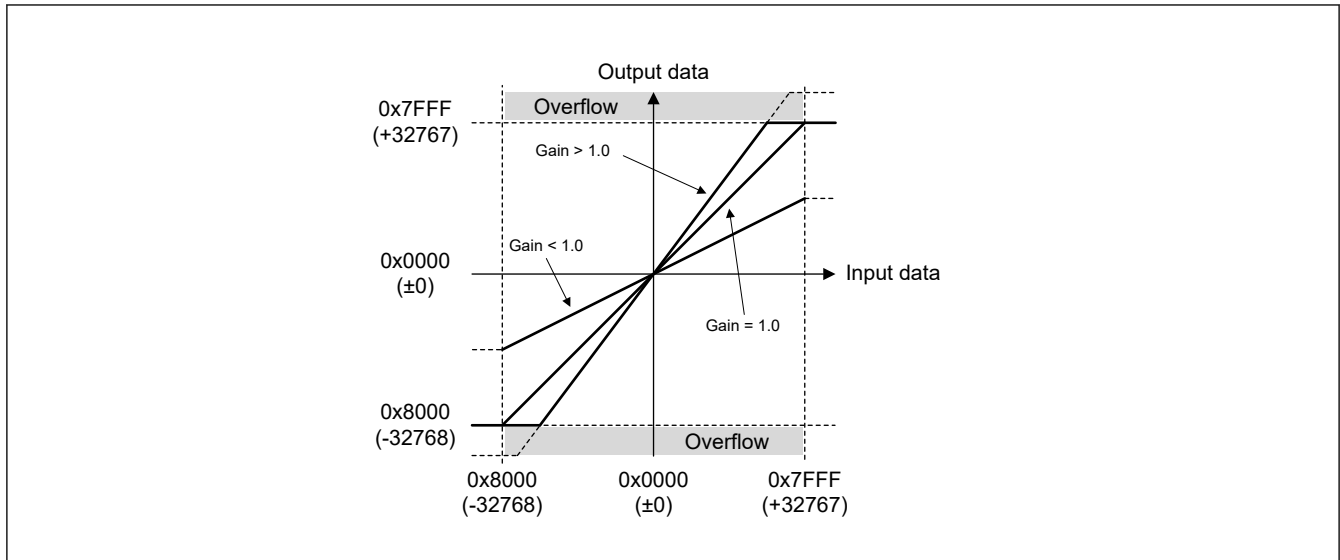 Output data
0x7FFF
(+32767)
Overflow
Gain > 1.0
Gain < 1.0
0x0000
(±0)
Input data
Gain = 1.0
0x8000
(-32768)
Overflow
0x8000
(-32768)
0x0000
(±0)
0x7FFF
(+32767)